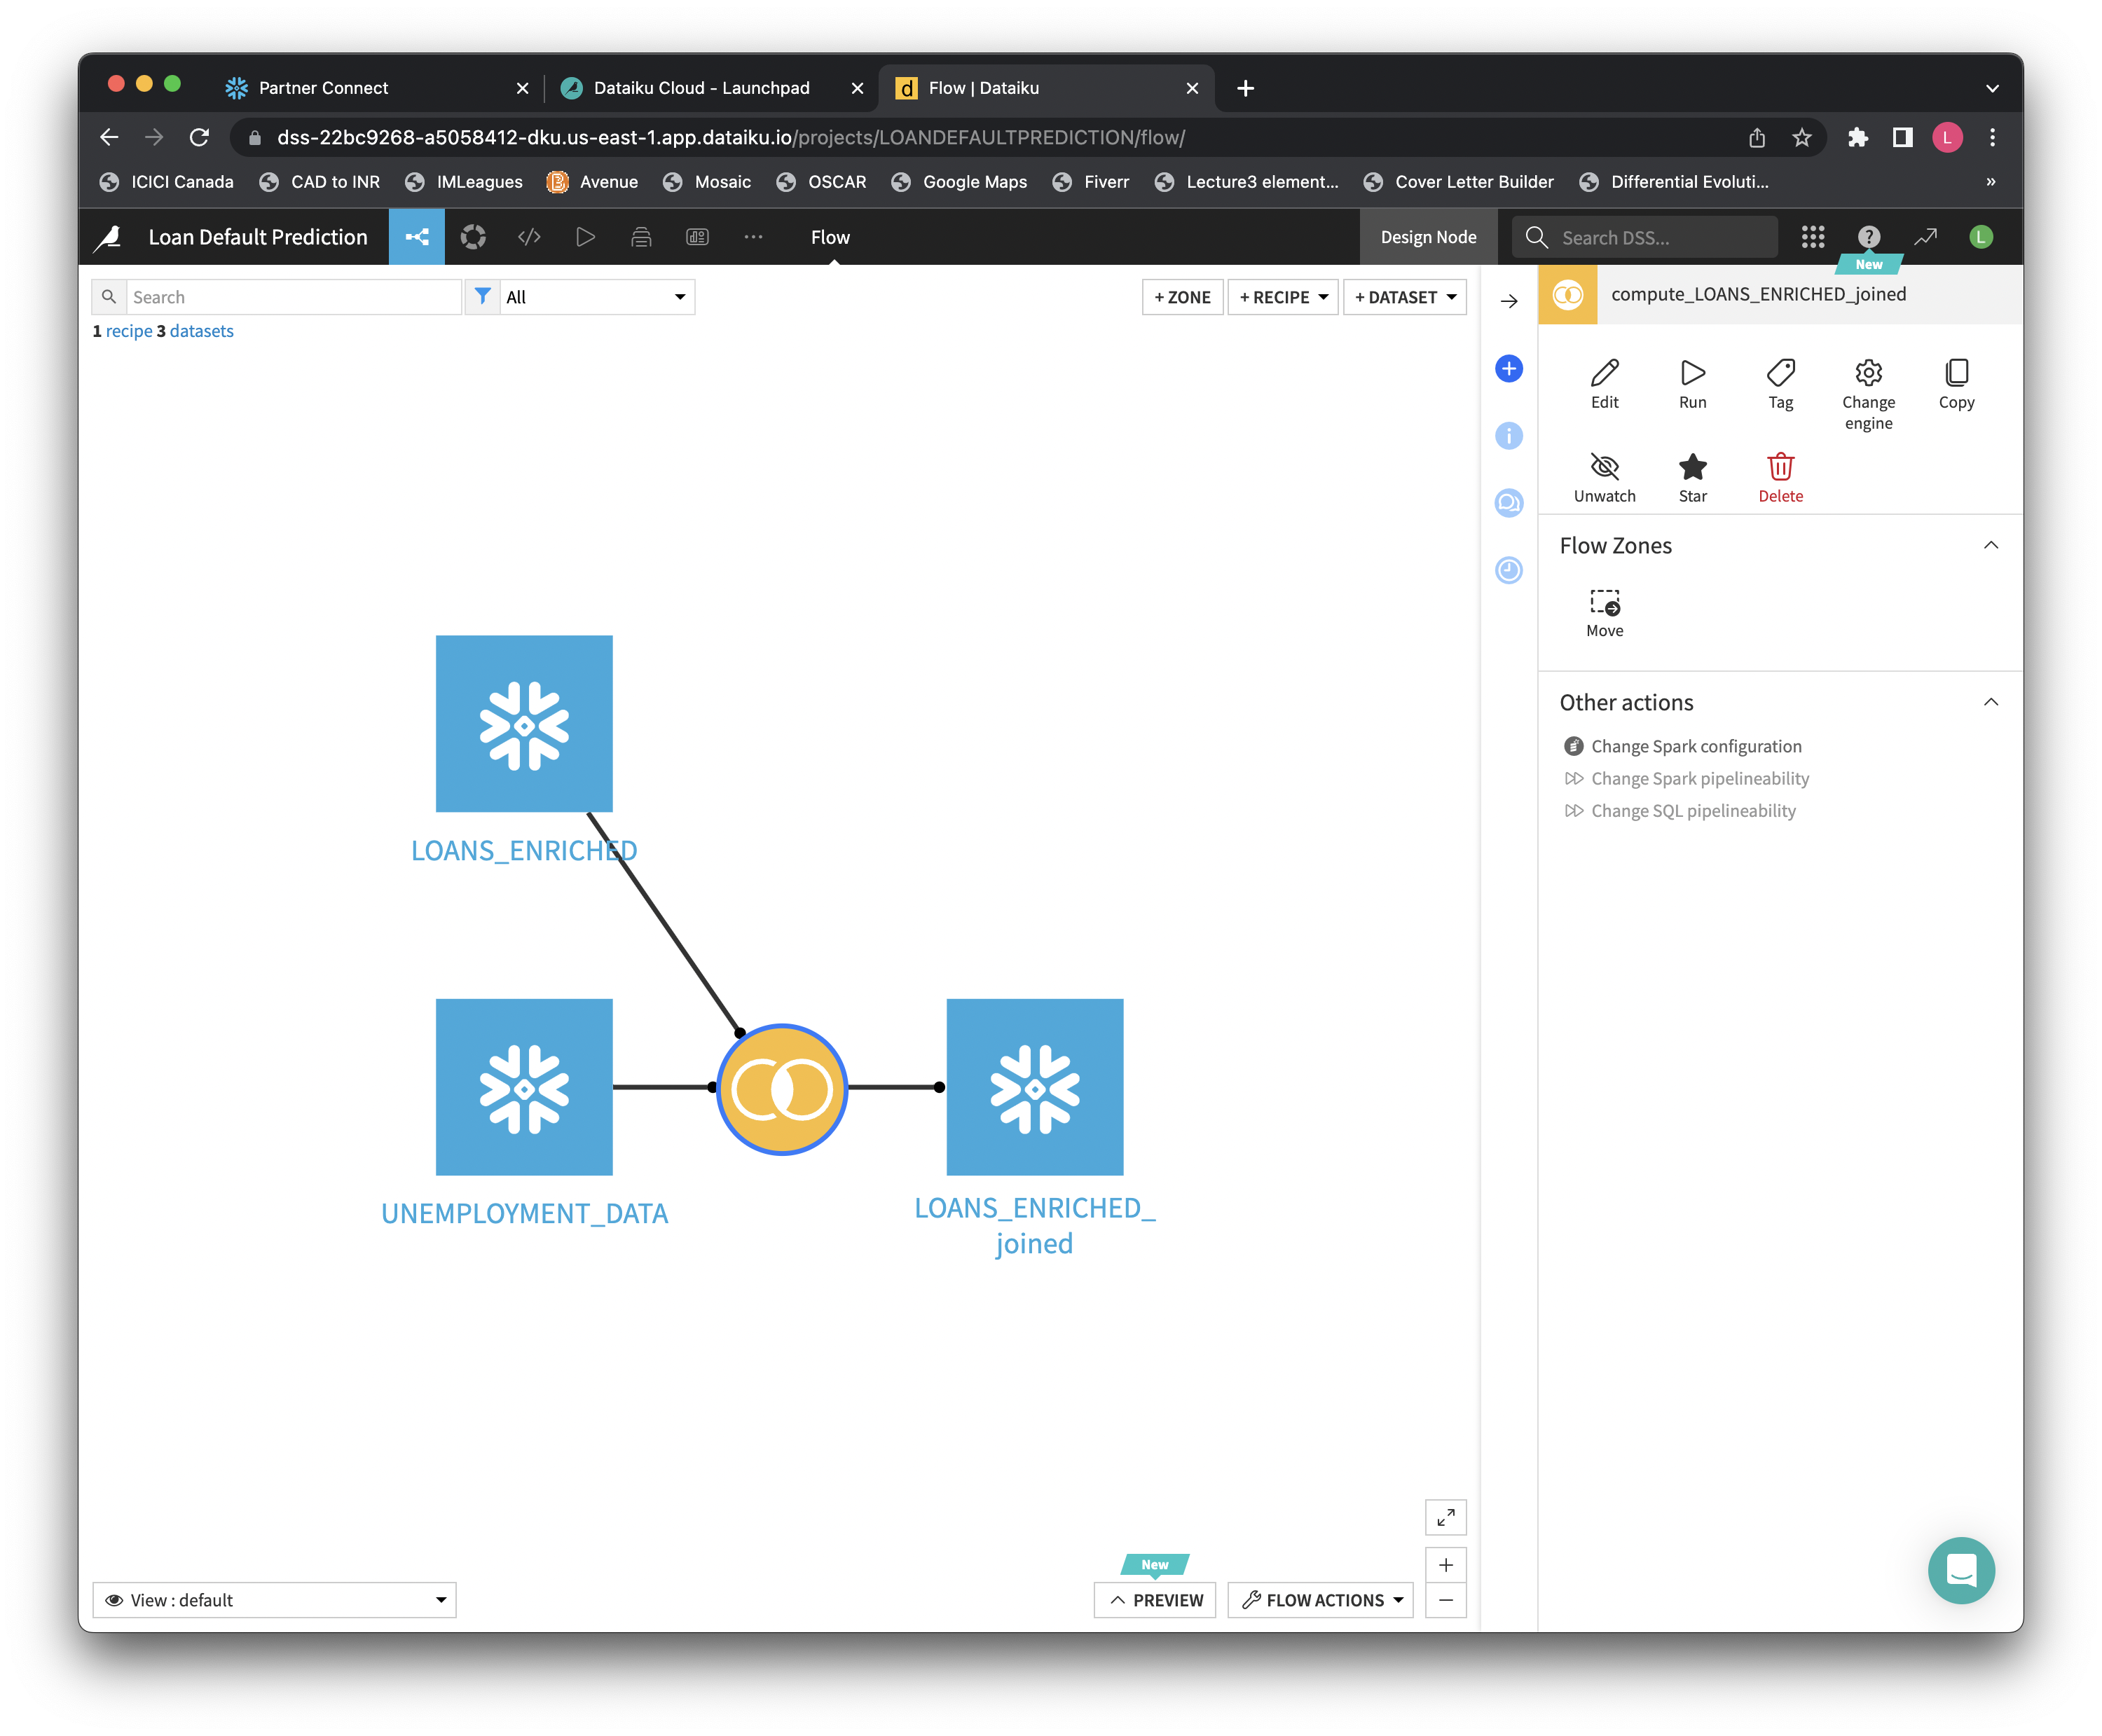 Partner Connect
Dataiku Cloud - Launchpad
Flow | Dataiku
dss-22bc9268-a5058412-dku.us-east-1.app.dataiku.io/projects/LOANDEFAULTPREDICTION/flow/
L
ICICI Canada
CAD to INR
IMLeagues
Avenue
Mosaic
OSCAR
Google Maps
Fiverr
Lecture3 element...
Cover Letter Builder
Differential Evoluti...
»
Loan Default Prediction
Flow
Design Node
Search DSS...
L
New
Search
All
+ ZONE
+ RECIPE
+ DATASET
1 recipe 3 datasets
compute_LOANS_ENRICHED_joined
Edit
Run
Tag
Change
engine
Copy
Unwatch
Star
Delete
Flow Zones
Move
Other actions
Change Spark configuration
Change Spark pipelineability
Change SQL pipelineability
LOANS_ENRICHED
UNEMPLOYMENT_DATA
LOANS_ENRICHED_
joined
New
View : default
PREVIEW
FLOW ACTIONS